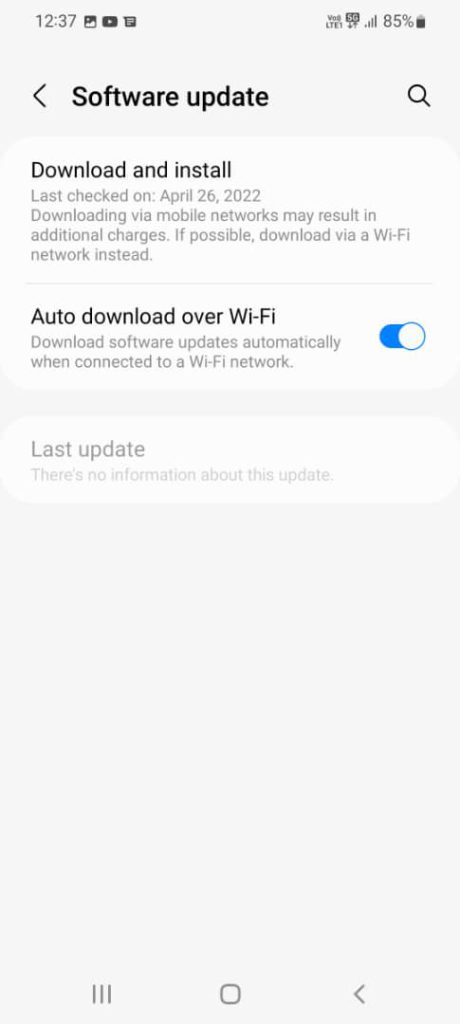 12:37
Vo)) 5G 85%
LTE1
Software update
Download and install
Last checked on: April 26, 2022
Downloading via mobile networks may result in
additional charges. If possible, download via a Wi-Fi
network instead.
Auto download over Wi-Fi
Download software updates automatically
when connected to a Wi-Fi network.
Last update
There's no information about this update.